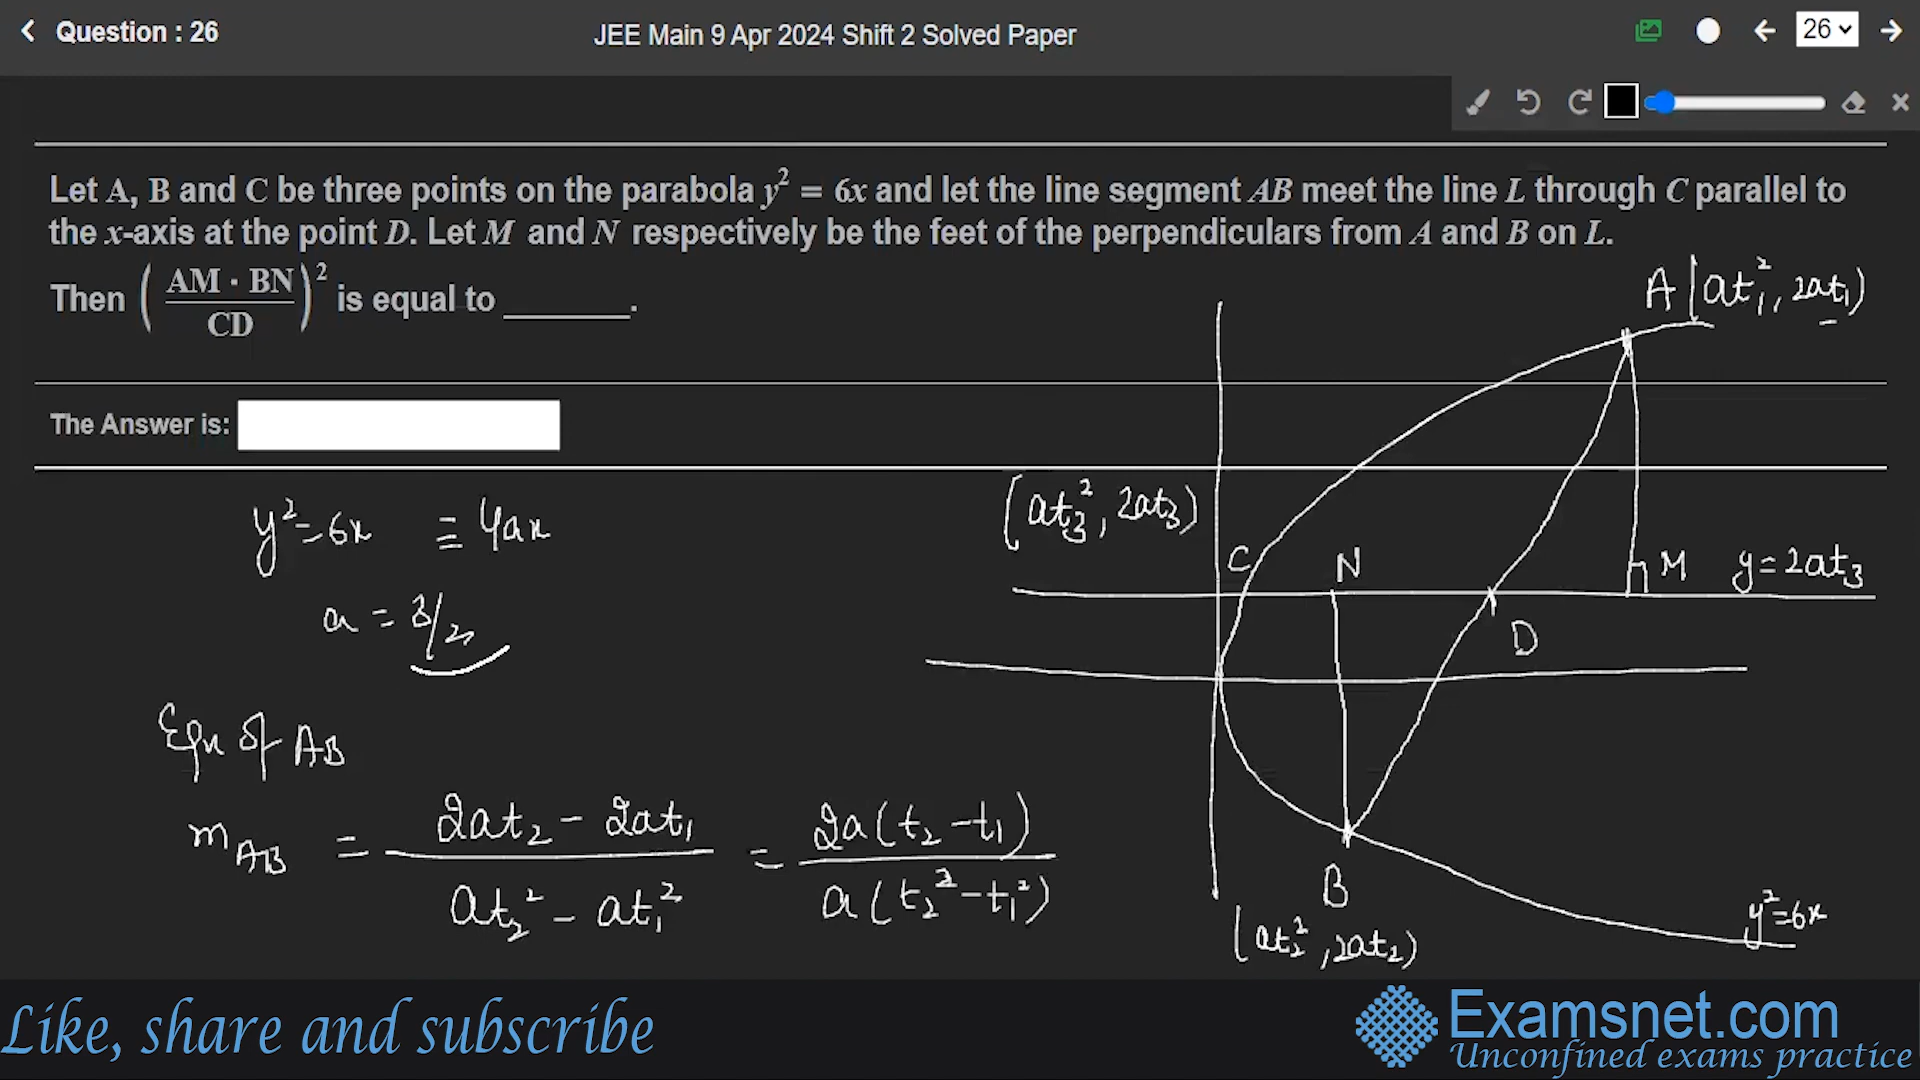 Question : 26
JEE Main 9 Apr 2024 Shift 2 Solved Paper
26
Let A, B and C be three points on the parabola y² = 6x and let the line segment AB meet the line L through C parallel to
the x-axis at the point D. Let M and N respectively be the feet of the perpendiculars from A and B on L.
Then (AM · BN / CD)² is equal to ________.
The Answer is:
A (at₁², 2at₁)
(at₃², 2at₃)
C
N
M
y = 2at₃
D
B
(at₂², 2at₂)
y² = 6x
y² = 6x ≡ 4ax
a = 3/2
Eqn of AB
m_AB = (2at₂ − 2at₁) / (at₂² − at₁²) = 2a(t₂ − t₁) / a(t₂² − t₁²)
Like, share and subscribe
Examsnet.com
Unconfined exams practice